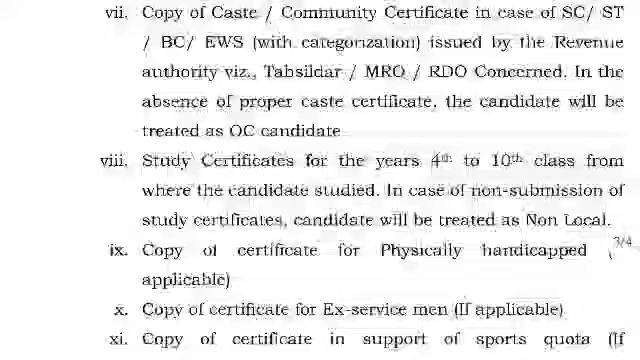 vii. Copy of Caste / Community Certificate in case of SC/ ST
/ BC/ EWS (with categorization) issued by the Revenue
authority viz., Tahsildar / MRO / RDO Concerned. In the
absence of proper caste certificate, the candidate will be
treated as OC candidate
viii. Study Certificates for the years 4th to 10th class from
where the candidate studied. In case of non-submission of
study certificates, candidate will be treated as Non Local.
ix. Copy of certificate for Physically handicapped (
3/4
applicable)
x. Copy of certificate for Ex-service men (If applicable)
xi. Copy of certificate in support of sports quota (If